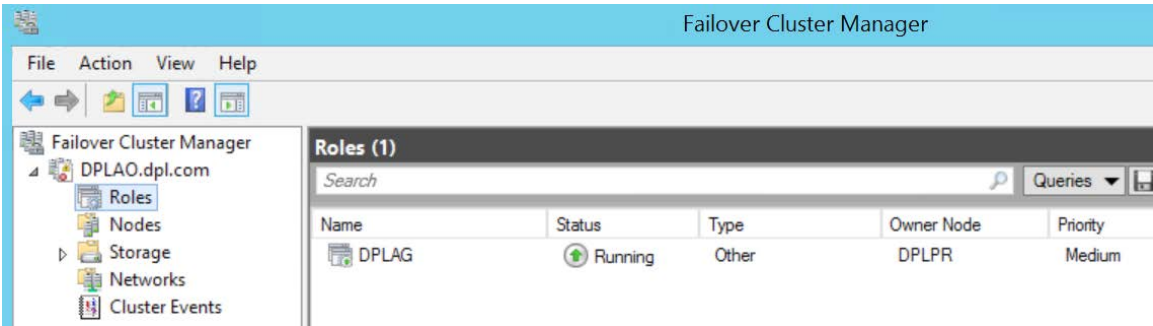 Failover Cluster Manager
File Action View Help
Failover Cluster Manager
DPLAO.dpl.com
Roles
Nodes
Storage
Networks
Cluster Events
Roles (1)
Search
Queries
Name Status Type Owner Node Priority
DPLAG Running Other DPLPR Medium